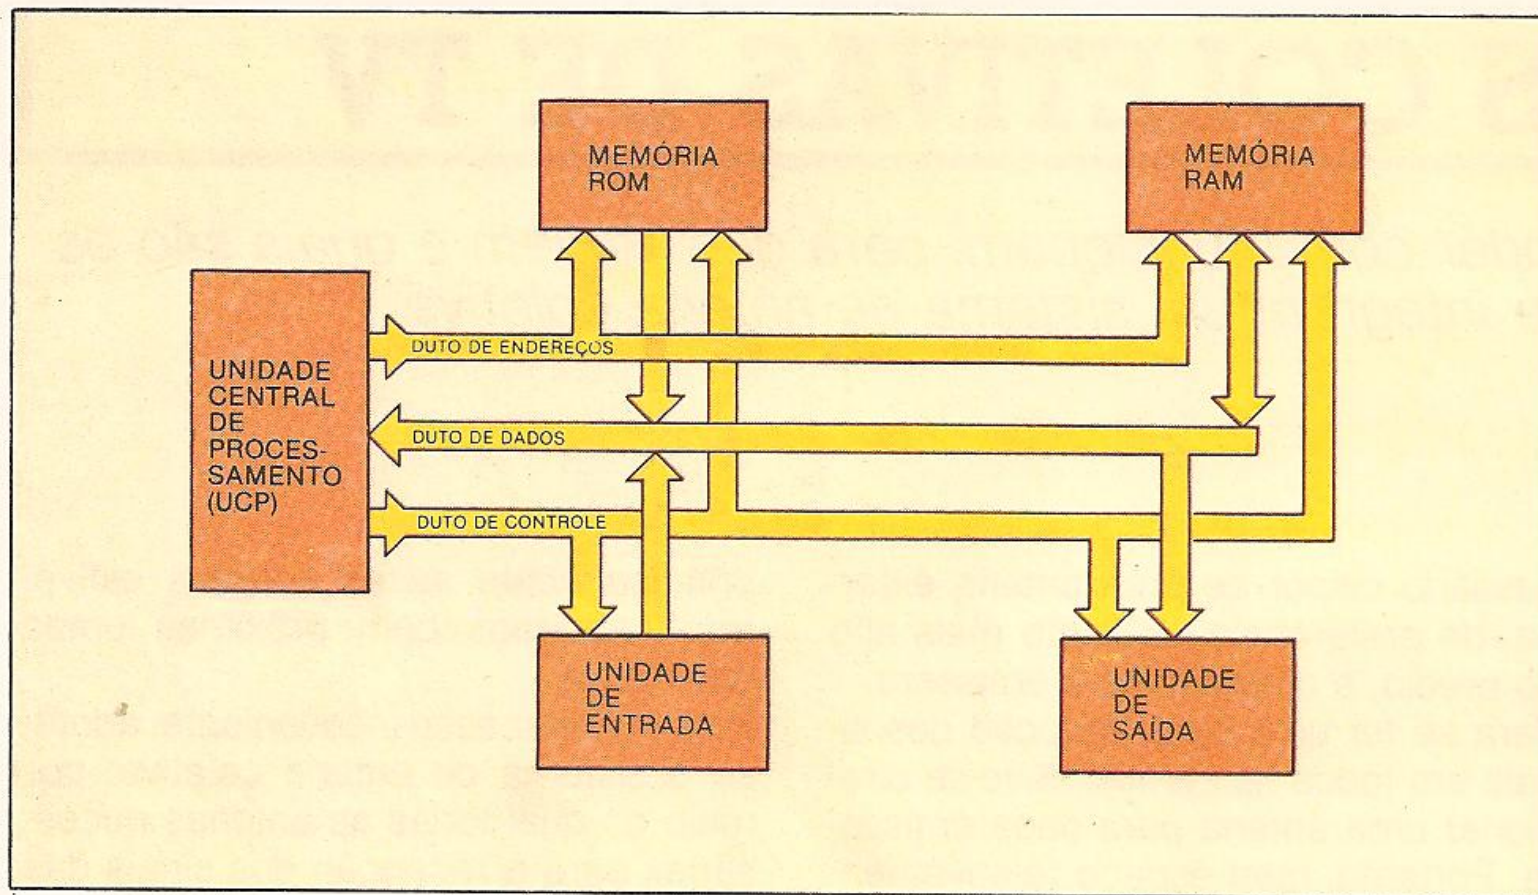 MEMÓRIA
ROM
MEMÓRIA
RAM
UNIDADE
CENTRAL
DE
PROCES-
SAMENTO
(UCP)
DUTO DE ENDEREÇOS
DUTO DE DADOS
DUTO DE CONTROLE
UNIDADE
DE
ENTRADA
UNIDADE
DE
SAÍDA